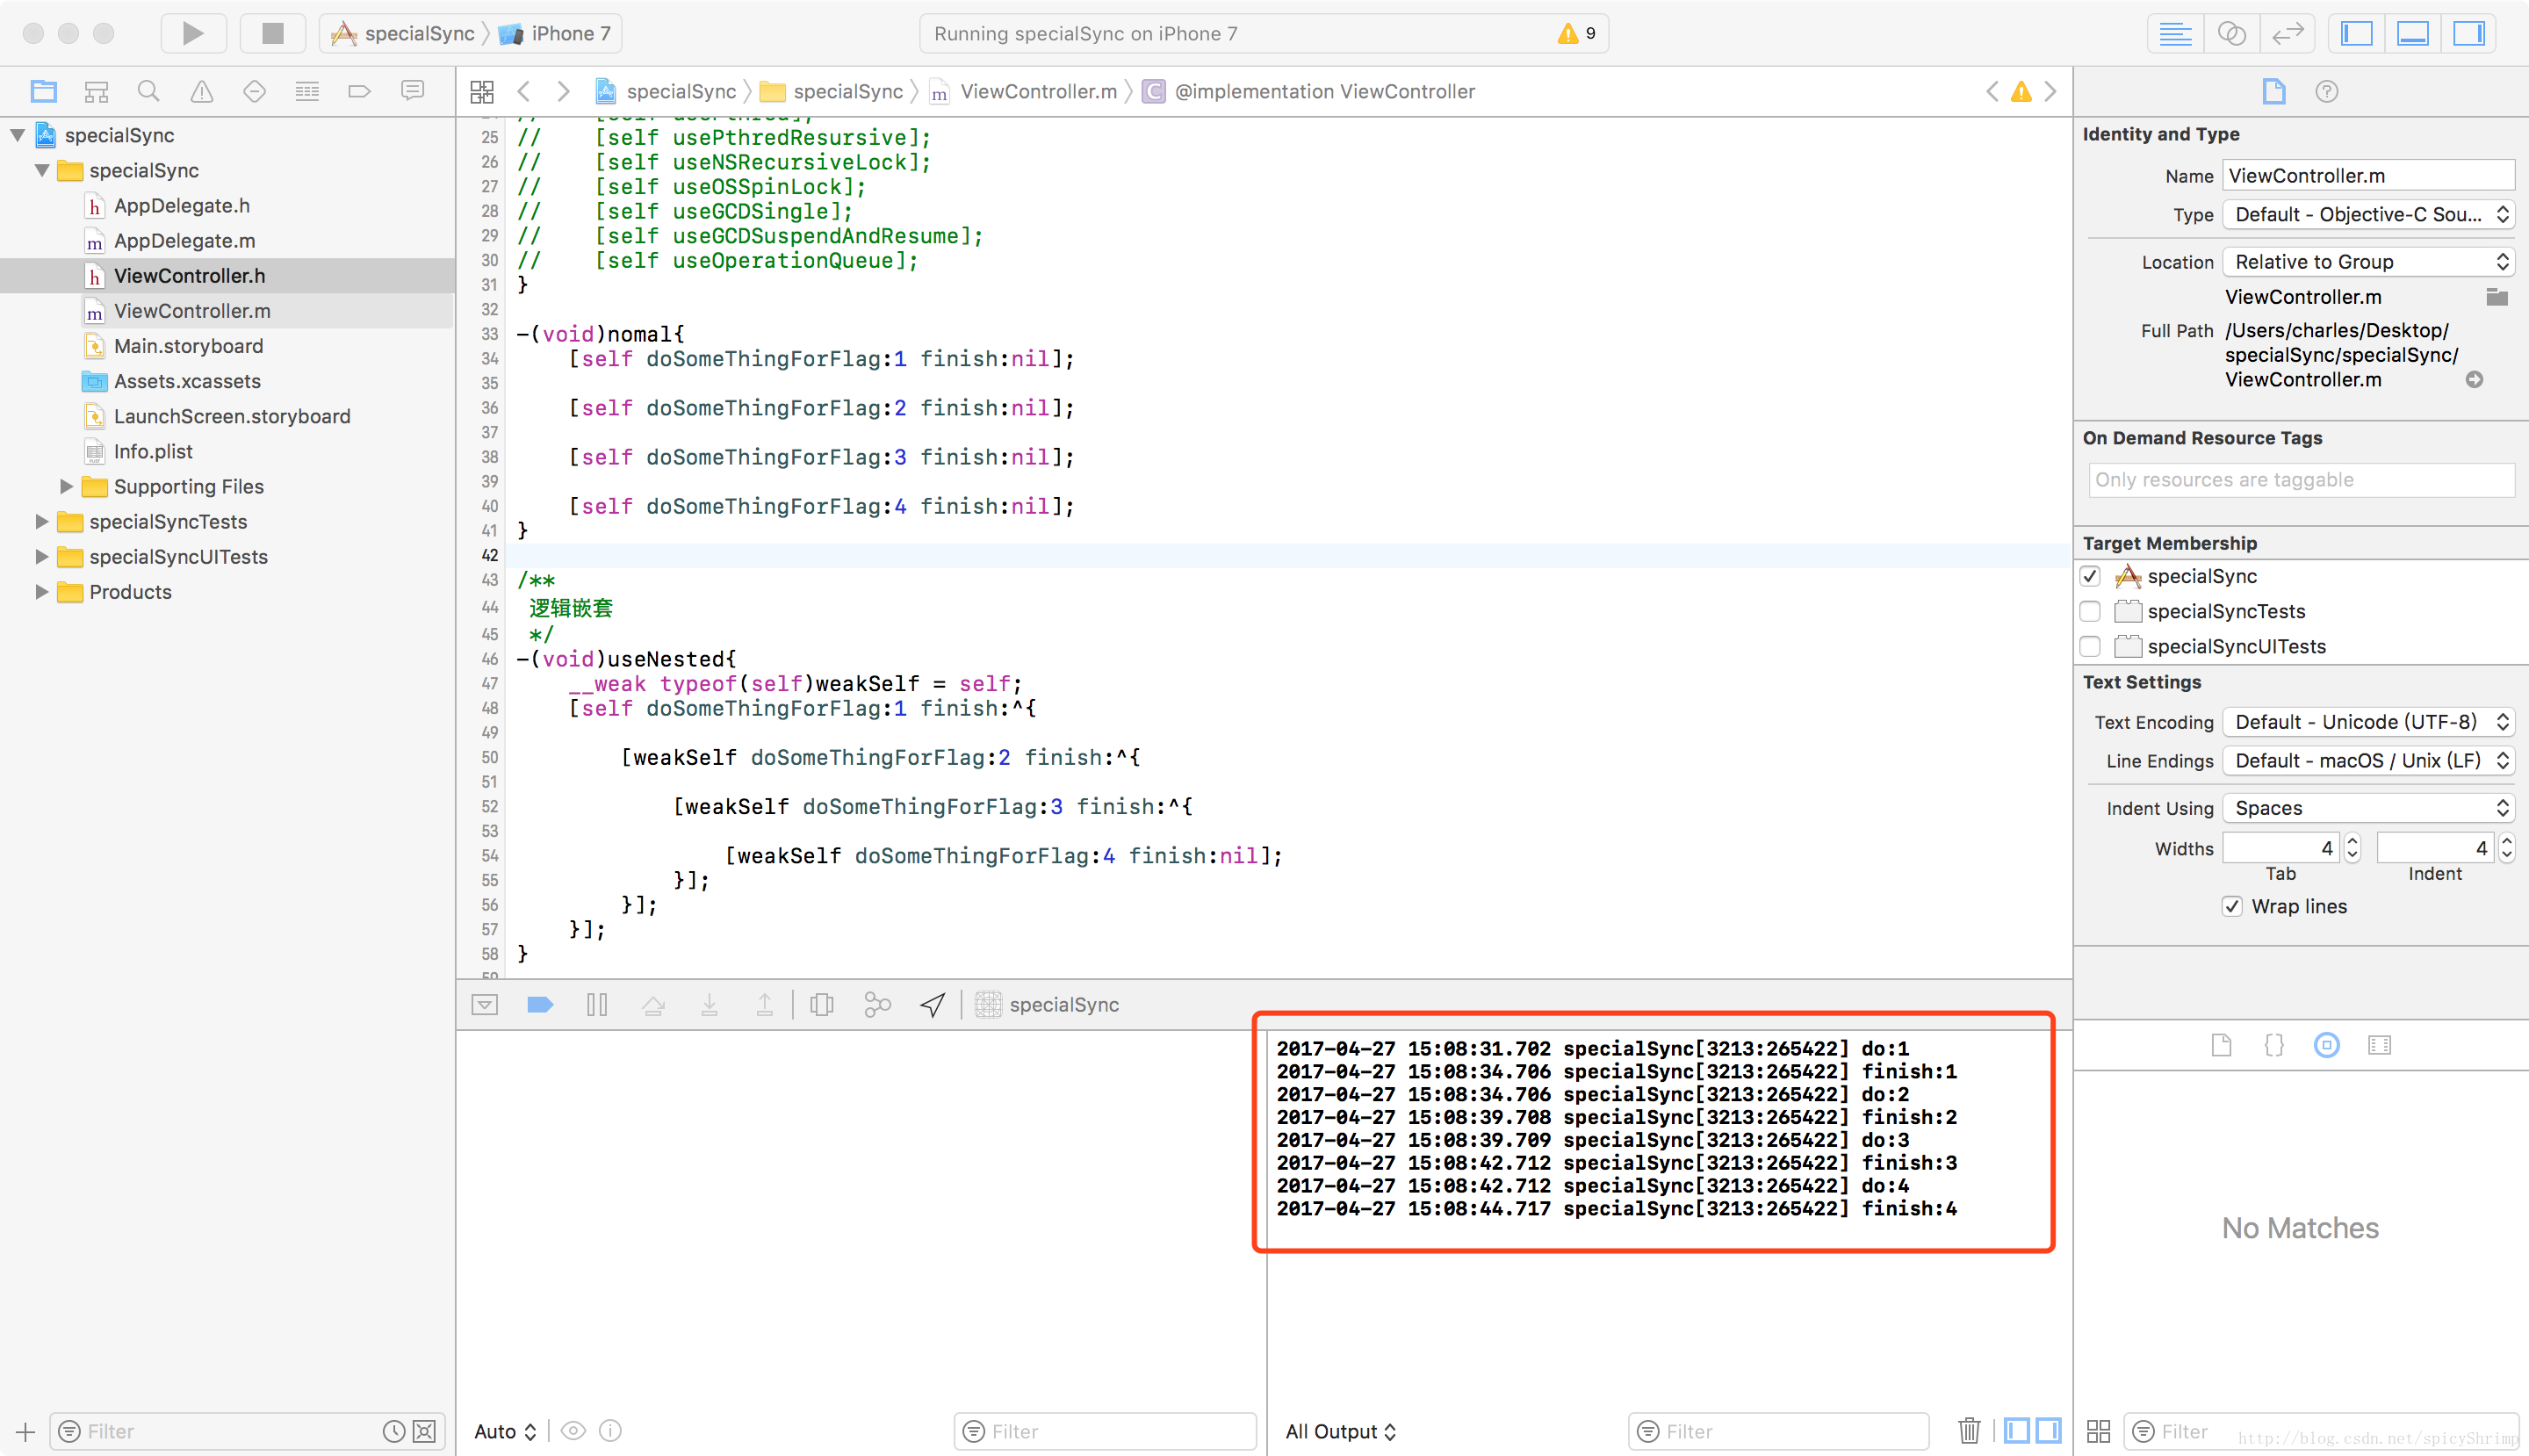 specialSync
iPhone 7
Running specialSync on iPhone 7
9
specialSync
specialSync
ViewController.m
@implementation ViewController
specialSync
specialSync
AppDelegate.h
AppDelegate.m
ViewController.h
ViewController.m
Main.storyboard
Assets.xcassets
LaunchScreen.storyboard
Info.plist
Supporting Files
specialSyncTests
specialSyncUITests
Products
Filter
25 //    [self usePthredResursive];
26 //    [self useNSRecursiveLock];
27 //    [self useOSSpinLock];
28 //    [self useGCDSingle];
29 //    [self useGCDSuspendAndResume];
30 //    [self useOperationQueue];
31 }
32
33 -(void)nomal{
34     [self doSomeThingForFlag:1 finish:nil];
35
36     [self doSomeThingForFlag:2 finish:nil];
37
38     [self doSomeThingForFlag:3 finish:nil];
39
40     [self doSomeThingForFlag:4 finish:nil];
41 }
42
43 /**
44  逻辑嵌套
45  */
46 -(void)useNested{
47     __weak typeof(self)weakSelf = self;
48     [self doSomeThingForFlag:1 finish:^{
49
50         [weakSelf doSomeThingForFlag:2 finish:^{
51
52             [weakSelf doSomeThingForFlag:3 finish:^{
53
54                 [weakSelf doSomeThingForFlag:4 finish:nil];
55             }];
56         }];
57     }];
58 }
specialSync
2017-04-27 15:08:31.702 specialSync[3213:265422] do:1
2017-04-27 15:08:34.706 specialSync[3213:265422] finish:1
2017-04-27 15:08:34.706 specialSync[3213:265422] do:2
2017-04-27 15:08:39.708 specialSync[3213:265422] finish:2
2017-04-27 15:08:39.709 specialSync[3213:265422] do:3
2017-04-27 15:08:42.712 specialSync[3213:265422] finish:3
2017-04-27 15:08:42.712 specialSync[3213:265422] do:4
2017-04-27 15:08:44.717 specialSync[3213:265422] finish:4
Auto
Filter
All Output
Filter
Identity and Type
Name ViewController.m
Type Default - Objective-C Sou...
Location Relative to Group
ViewController.m
Full Path /Users/charles/Desktop/
specialSync/specialSync/
ViewController.m
On Demand Resource Tags
Only resources are taggable
Target Membership
specialSync
specialSyncTests
specialSyncUITests
Text Settings
Text Encoding Default - Unicode (UTF-8)
Line Endings Default - macOS / Unix (LF)
Indent Using Spaces
Widths 4 4
Tab Indent
Wrap lines
No Matches
Filter
http://blog.csdn.net/spicyShrimp